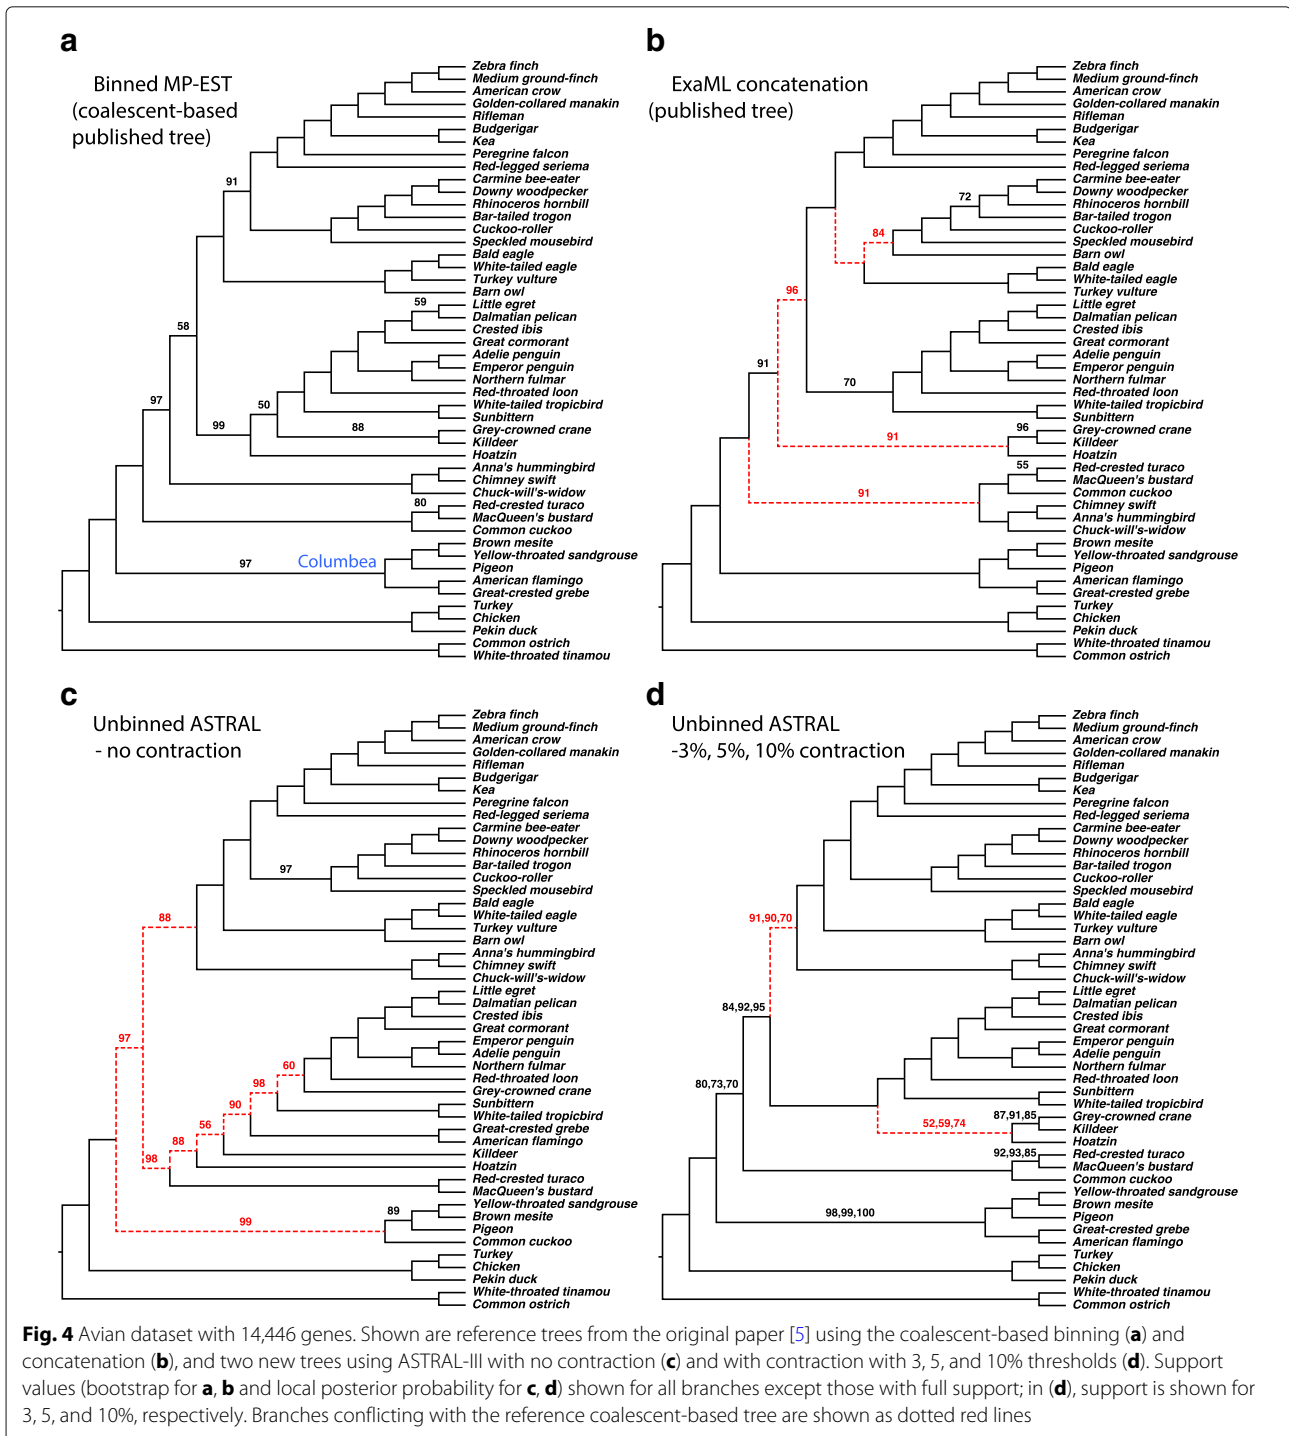 a
Binned MP-EST
(coalescent-based
published tree)
Zebra finch
Medium ground-finch
American crow
Golden-collared manakin
Rifleman
Budgerigar
Kea
Peregrine falcon
Red-legged seriema
91
Carmine bee-eater
Downy woodpecker
Rhinoceros hornbill
Bar-tailed trogon
Cuckoo-roller
Speckled mousebird
Bald eagle
White-tailed eagle
Turkey vulture
Barn owl
59
Little egret
Dalmatian pelican
58
Crested ibis
Great cormorant
Adelie penguin
Emperor penguin
Northern fulmar
Red-throated loon
97
50
White-tailed tropicbird
Sunbittern
99
88
Grey-crowned crane
Killdeer
Hoatzin
Anna's hummingbird
Chimney swift
Chuck-will's-widow
80
Red-crested turaco
MacQueen's bustard
Common cuckoo
Brown mesite
Yellow-throated sandgrouse
97
Columbea
Pigeon
American flamingo
Great-crested grebe
Turkey
Chicken
Pekin duck
Common ostrich
White-throated tinamou
b
ExaML concatenation
(published tree)
Zebra finch
Medium ground-finch
American crow
Golden-collared manakin
Rifleman
Budgerigar
Kea
Peregrine falcon
Red-legged seriema
Carmine bee-eater
72
Downy woodpecker
Rhinoceros hornbill
Bar-tailed trogon
84
Cuckoo-roller
Speckled mousebird
Barn owl
Bald eagle
White-tailed eagle
96
Turkey vulture
Little egret
Dalmatian pelican
Crested ibis
Great cormorant
Adelie penguin
91
Emperor penguin
Northern fulmar
70
Red-throated loon
White-tailed tropicbird
Sunbittern
96
Grey-crowned crane
91
Killdeer
Hoatzin
55
Red-crested turaco
MacQueen's bustard
91
Common cuckoo
Chimney swift
Anna's hummingbird
Chuck-will's-widow
Brown mesite
Yellow-throated sandgrouse
Pigeon
American flamingo
Great-crested grebe
Turkey
Chicken
Pekin duck
White-throated tinamou
Common ostrich
c
Unbinned ASTRAL
- no contraction
Zebra finch
Medium ground-finch
American crow
Golden-collared manakin
Rifleman
Budgerigar
Kea
Peregrine falcon
Red-legged seriema
Carmine bee-eater
Downy woodpecker
Rhinoceros hornbill
97
Bar-tailed trogon
Cuckoo-roller
Speckled mousebird
Bald eagle
88
White-tailed eagle
Turkey vulture
Barn owl
Anna's hummingbird
Chimney swift
Chuck-will's-widow
Little egret
Dalmatian pelican
Crested ibis
Great cormorant
97
Emperor penguin
Adelie penguin
60
Northern fulmar
Red-throated loon
98
Grey-crowned crane
90
Sunbittern
White-tailed tropicbird
56
Great-crested grebe
88
American flamingo
98
Killdeer
Hoatzin
Red-crested turaco
MacQueen's bustard
89
Yellow-throated sandgrouse
Brown mesite
99
Pigeon
Common cuckoo
Turkey
Chicken
Pekin duck
White-throated tinamou
Common ostrich
d
Unbinned ASTRAL
-3%, 5%, 10% contraction
Zebra finch
Medium ground-finch
American crow
Golden-collared manakin
Rifleman
Budgerigar
Kea
Peregrine falcon
Red-legged seriema
Carmine bee-eater
Downy woodpecker
Rhinoceros hornbill
Bar-tailed trogon
Cuckoo-roller
Speckled mousebird
Bald eagle
91,90,70
White-tailed eagle
Turkey vulture
Barn owl
Anna's hummingbird
Chimney swift
Chuck-will's-widow
Little egret
84,92,95
Dalmatian pelican
Crested ibis
Great cormorant
Emperor penguin
Adelie penguin
Northern fulmar
80,73,70
Red-throated loon
Sunbittern
White-tailed tropicbird
87,91,85
Grey-crowned crane
52,59,74
Killdeer
Hoatzin
92,93,85
Red-crested turaco
MacQueen's bustard
Common cuckoo
Yellow-throated sandgrouse
Brown mesite
98,99,100
Pigeon
Great-crested grebe
American flamingo
Turkey
Chicken
Pekin duck
White-throated tinamou
Common ostrich
Fig. 4 Avian dataset with 14,446 genes. Shown are reference trees from the original paper [5] using the coalescent-based binning (a) and
concatenation (b), and two new trees using ASTRAL-III with no contraction (c) and with contraction with 3, 5, and 10% thresholds (d). Support
values (bootstrap for a, b and local posterior probability for c, d) shown for all branches except those with full support; in (d), support is shown for
3, 5, and 10%, respectively. Branches conflicting with the reference coalescent-based tree are shown as dotted red lines